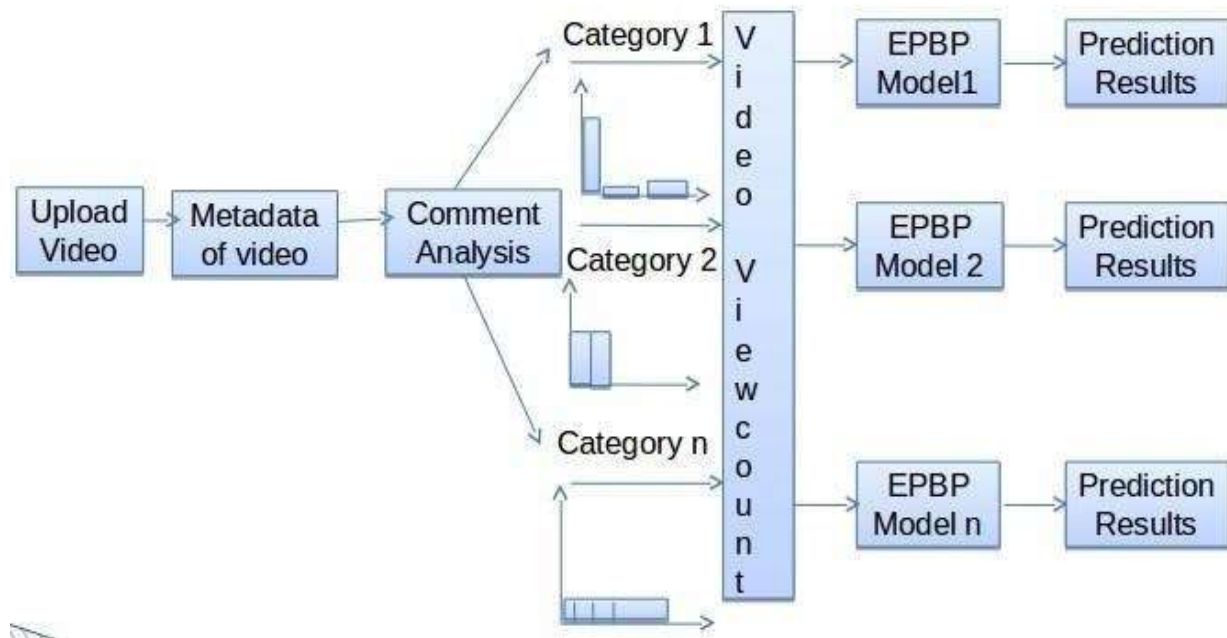 Upload
Video
Metadata
of video
Comment
Analysis
Category 1
Category 2
Category n
V
i
d
e
o
V
i
e
w
c
o
u
n
t
EPBP
Model1
Prediction
Results
EPBP
Model 2
Prediction
Results
EPBP
Model n
Prediction
Results